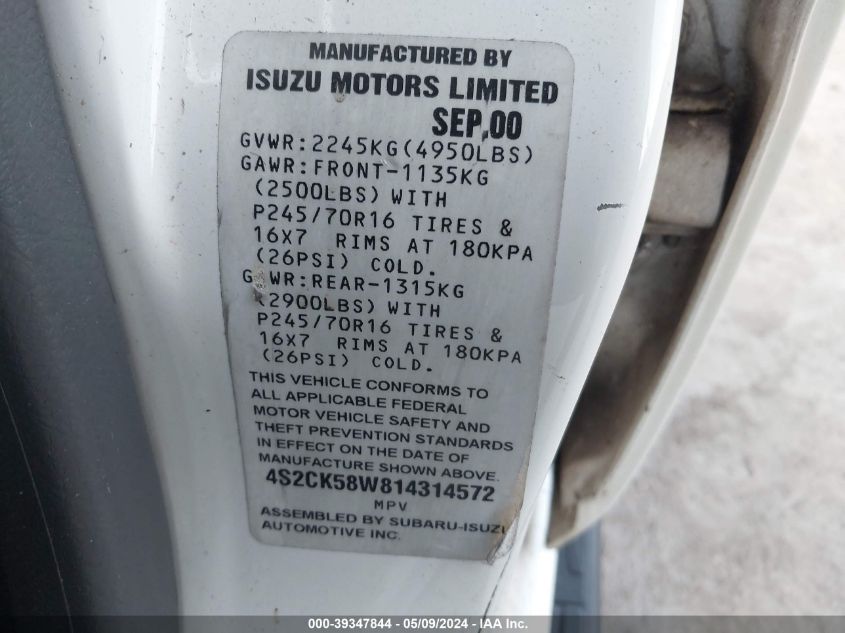 MANUFACTURED BY
ISUZU MOTORS LIMITED
SEP,00
GVWR:2245KG(4950LBS)
GAWR:FRONT-1135KG
(2500LBS) WITH
P245/70R16 TIRES &
16X7 RIMS AT 180KPA
(26PSI) COLD.
G WR:REAR-1315KG
(2900LBS) WITH
P245/70R16 TIRES &
16X7 RIMS AT 180KPA
(26PSI) COLD.
THIS VEHICLE CONFORMS TO
ALL APPLICABLE FEDERAL
MOTOR VEHICLE SAFETY AND
THEFT PREVENTION STANDARDS
IN EFFECT ON THE DATE OF
MANUFACTURE SHOWN ABOVE.
4S2CK58W814314572
MPV
ASSEMBLED BY SUBARU-ISUZU
AUTOMOTIVE INC.
000-39347844 - 05/09/2024 - IAA Inc.